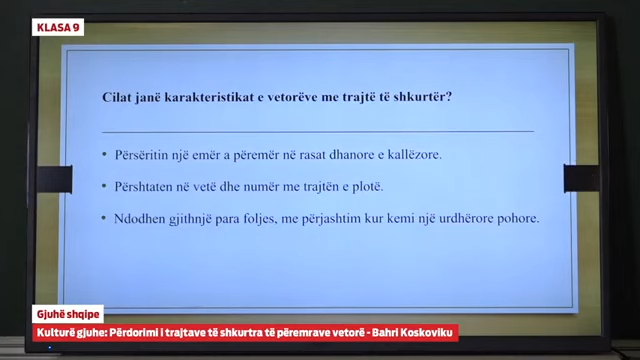 KLASA 9
Cilat janë karakteristikat e vetorëve me trajtë të shkurtër?
• Përsëritin një emër a përemër në rasat dhanore e kallëzore.
• Përshtaten në vetë dhe numër me trajtën e plotë.
• Ndodhen gjithnjë para foljes, me përjashtim kur kemi një urdhërore pohore.
Gjuhë shqipe
Kulturë gjuhe: Përdorimi i trajtave të shkurtra të përemrave vetorë - Bahri Koskoviku